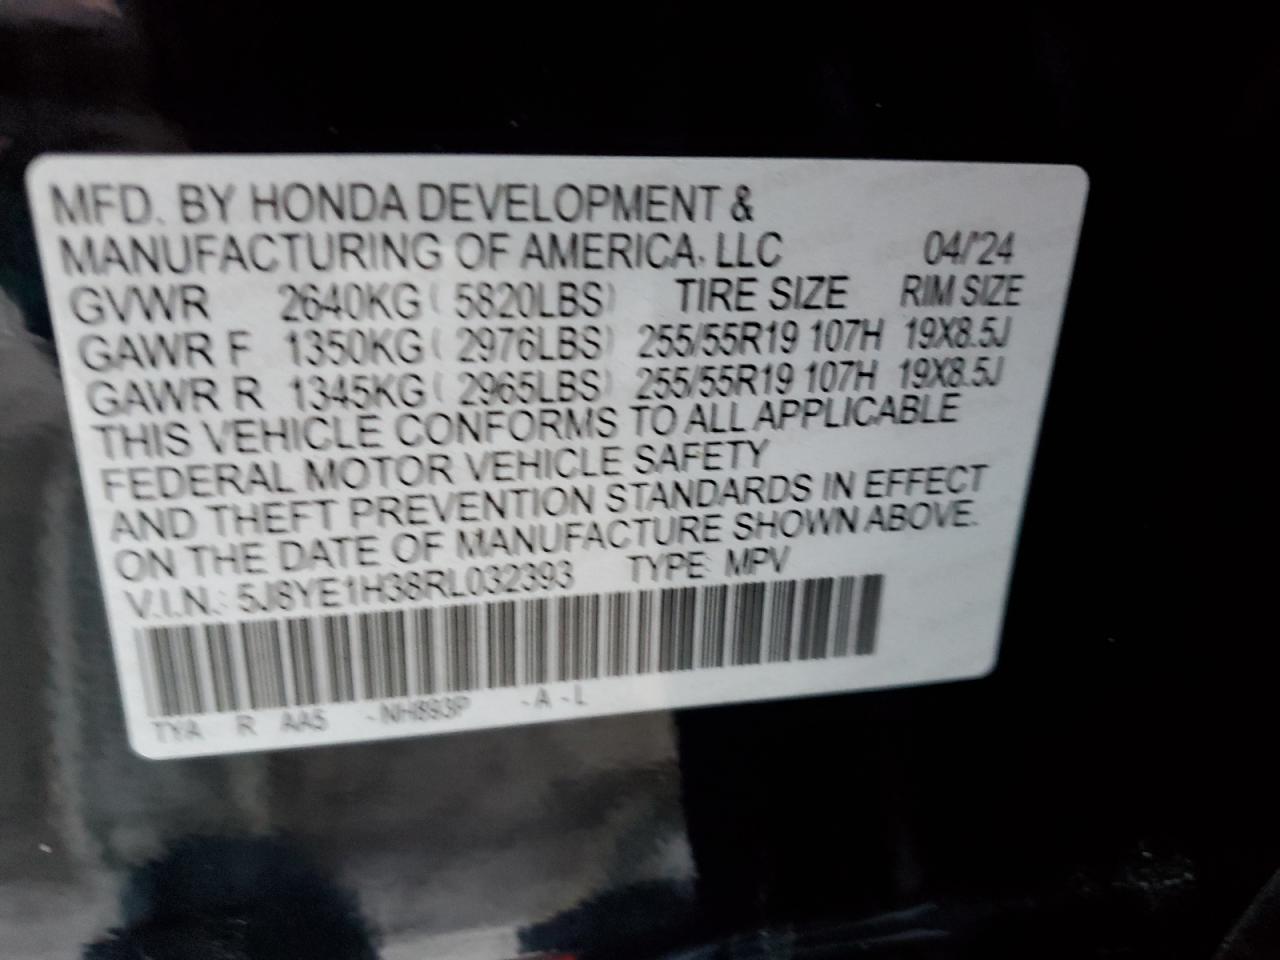 MFD. BY HONDA DEVELOPMENT &
MANUFACTURING OF AMERICA, LLC 04/'24
GVWR 2640KG ( 5820LBS) TIRE SIZE RIM SIZE
GAWR F 1350KG ( 2976LBS) 255/55R19 107H 19X8.5J
GAWR R 1345KG ( 2965LBS) 255/55R19 107H 19X8.5J
THIS VEHICLE CONFORMS TO ALL APPLICABLE
FEDERAL MOTOR VEHICLE SAFETY
AND THEFT PREVENTION STANDARDS IN EFFECT
ON THE DATE OF MANUFACTURE SHOWN ABOVE.
V.I.N.: 5J8YE1H38RL032393 TYPE: MPV
TYA R AA5 -NH893P -A -L